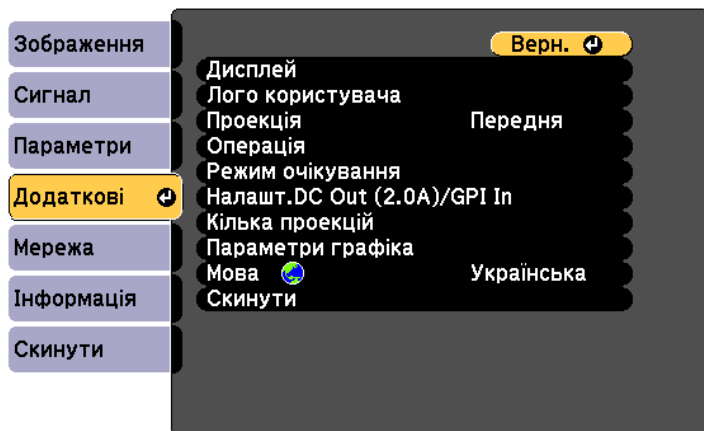 Зображення
Сигнал
Параметри
Додаткові
Мережа
Інформація
Скинути
Верн.
Дисплей
Лого користувача
Проекція Передня
Операція
Режим очікування
Налашт.DC Out (2.0A)/GPI In
Кілька проекцій
Параметри графіка
Мова Українська
Скинути